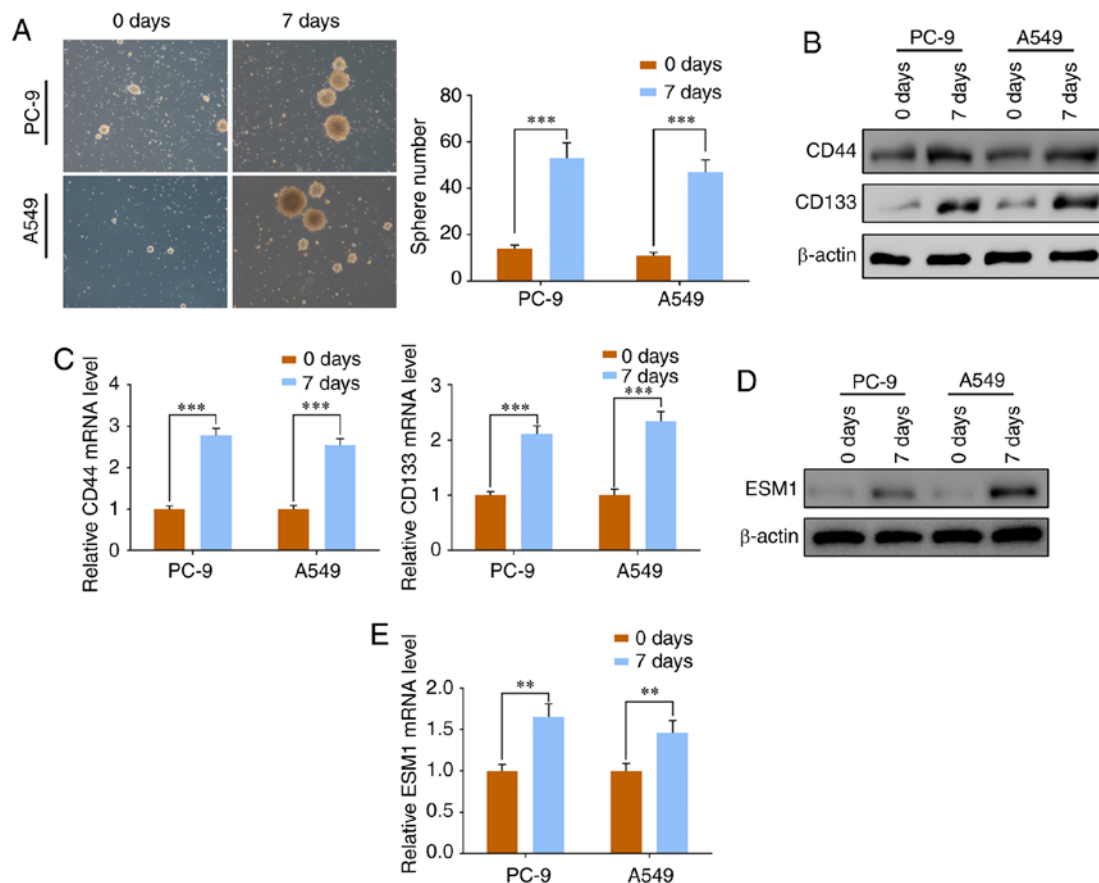 A
0 days 7 days
PC-9
A549
Sphere number
80
60
40
20
0
0 days
7 days
*** ***
PC-9 A549
B
PC-9 A549
0 days 7 days 0 days 7 days
CD44
CD133
β-actin
C
Relative CD44 mRNA level
4
3
2
1
0
0 days
7 days
*** ***
PC-9 A549
Relative CD133 mRNA level
3
2
1
0
0 days
7 days
*** ***
PC-9 A549
D
PC-9 A549
0 days 7 days 0 days 7 days
ESM1
β-actin
E
Relative ESM1 mRNA level
2.0
1.5
1.0
0.5
0.0
0 days
7 days
** **
PC-9 A549